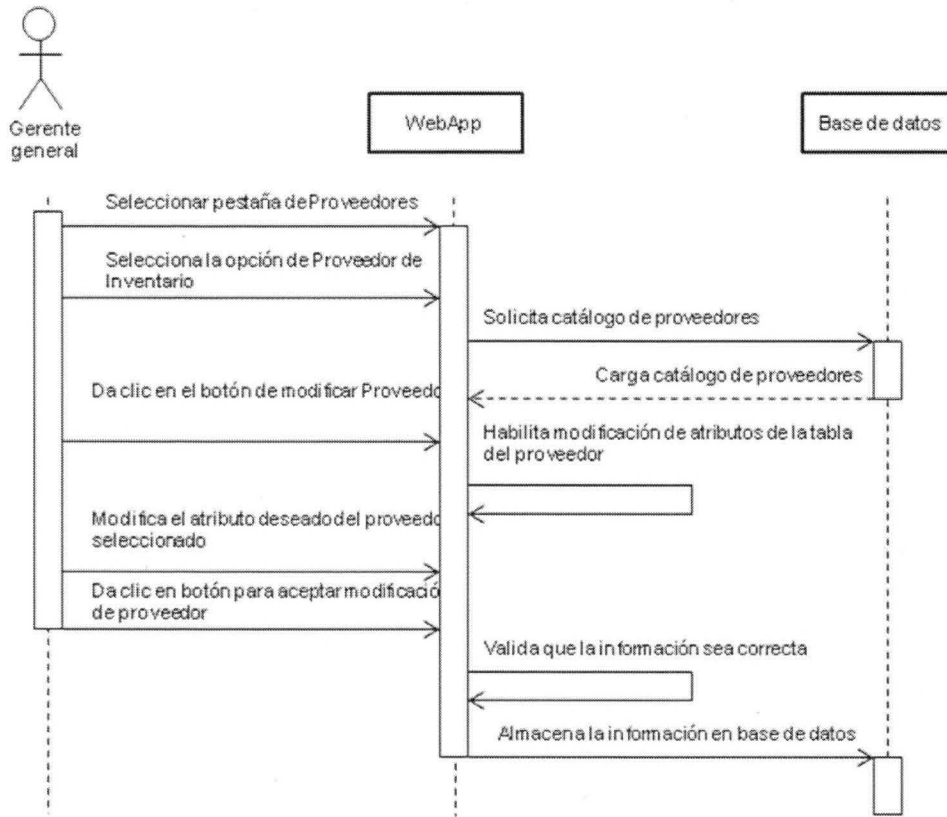 Gerente
general
WebApp
Base de datos
Seleccionar pestaña de Proveedores
Selecciona la opción de Proveedor de
Inventario
Solicita catálogo de proveedores
Carga catálogo de proveedores
Da clic en el botón de modificar Proveedo
Habilita modificación de atributos de la tabla
del proveedor
Modifica el atributo deseado del proveedo
seleccionado
Da clic en botón para aceptar modificació
de proveedor
Valida que la información sea correcta
Almacena la información en base de datos